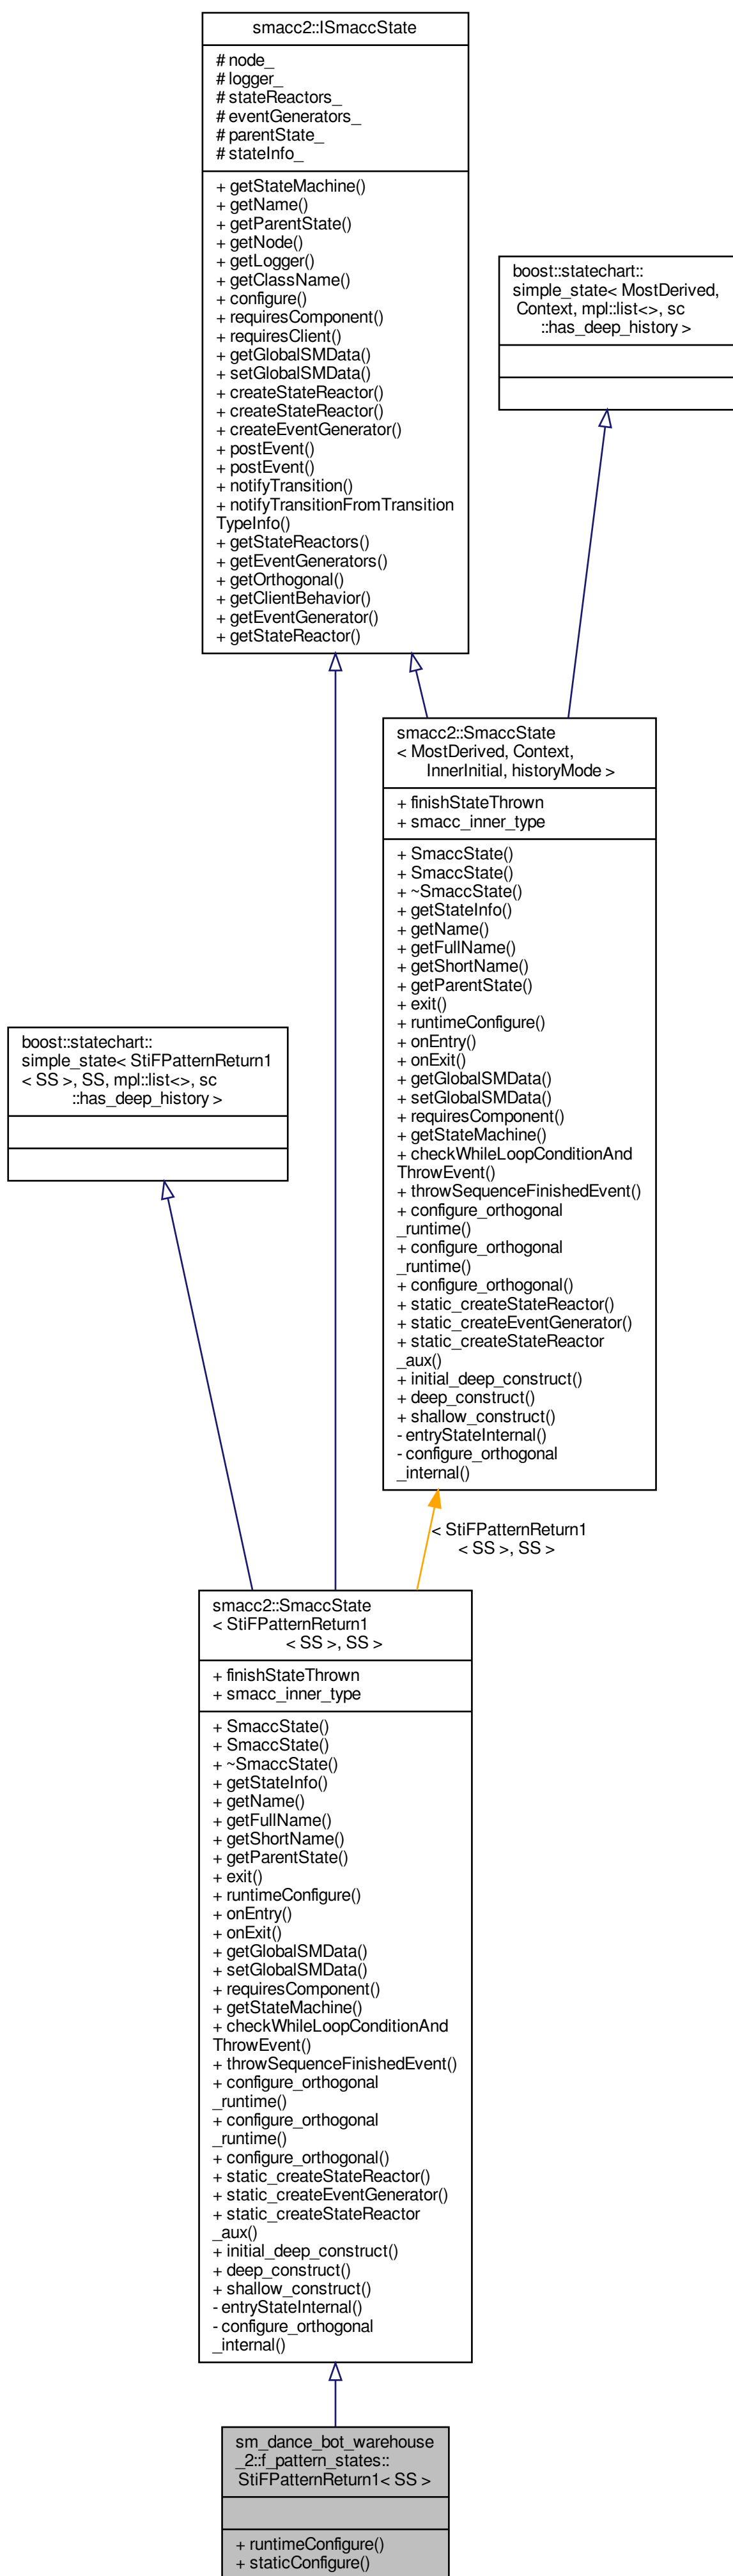 smacc2::ISmaccState
# node_
# logger_
# stateReactors_
# eventGenerators_
# parentState_
# stateInfo_
+ getStateMachine()
+ getName()
+ getParentState()
+ getNode()
+ getLogger()
+ getClassName()
+ configure()
+ requiresComponent()
+ requiresClient()
+ getGlobalSMData()
+ setGlobalSMData()
+ createStateReactor()
+ createStateReactor()
+ createEventGenerator()
+ postEvent()
+ postEvent()
+ notifyTransition()
+ notifyTransitionFromTransition
TypeInfo()
+ getStateReactors()
+ getEventGenerators()
+ getOrthogonal()
+ getClientBehavior()
+ getEventGenerator()
+ getStateReactor()
boost::statechart::
simple_state< MostDerived,
Context, mpl::list<>, sc
::has_deep_history >
smacc2::SmaccState
< MostDerived, Context,
InnerInitial, historyMode >
+ finishStateThrown
+ smacc_inner_type
+ SmaccState()
+ SmaccState()
+ ~SmaccState()
+ getStateInfo()
+ getName()
+ getFullName()
+ getShortName()
+ getParentState()
+ exit()
+ runtimeConfigure()
+ onEntry()
+ onExit()
+ getGlobalSMData()
+ setGlobalSMData()
+ requiresComponent()
+ getStateMachine()
+ checkWhileLoopConditionAnd
ThrowEvent()
+ throwSequenceFinishedEvent()
+ configure_orthogonal
_runtime()
+ configure_orthogonal
_runtime()
+ configure_orthogonal()
+ static_createStateReactor()
+ static_createEventGenerator()
+ static_createStateReactor
_aux()
+ initial_deep_construct()
+ deep_construct()
+ shallow_construct()
- entryStateInternal()
- configure_orthogonal
_internal()
boost::statechart::
simple_state< StiFPatternReturn1
< SS >, SS, mpl::list<>, sc
::has_deep_history >
< StiFPatternReturn1
< SS >, SS >
smacc2::SmaccState
< StiFPatternReturn1
< SS >, SS >
+ finishStateThrown
+ smacc_inner_type
+ SmaccState()
+ SmaccState()
+ ~SmaccState()
+ getStateInfo()
+ getName()
+ getFullName()
+ getShortName()
+ getParentState()
+ exit()
+ runtimeConfigure()
+ onEntry()
+ onExit()
+ getGlobalSMData()
+ setGlobalSMData()
+ requiresComponent()
+ getStateMachine()
+ checkWhileLoopConditionAnd
ThrowEvent()
+ throwSequenceFinishedEvent()
+ configure_orthogonal
_runtime()
+ configure_orthogonal
_runtime()
+ configure_orthogonal()
+ static_createStateReactor()
+ static_createEventGenerator()
+ static_createStateReactor
_aux()
+ initial_deep_construct()
+ deep_construct()
+ shallow_construct()
- entryStateInternal()
- configure_orthogonal
_internal()
sm_dance_bot_warehouse
_2::f_pattern_states::
StiFPatternReturn1< SS >
+ runtimeConfigure()
+ staticConfigure()